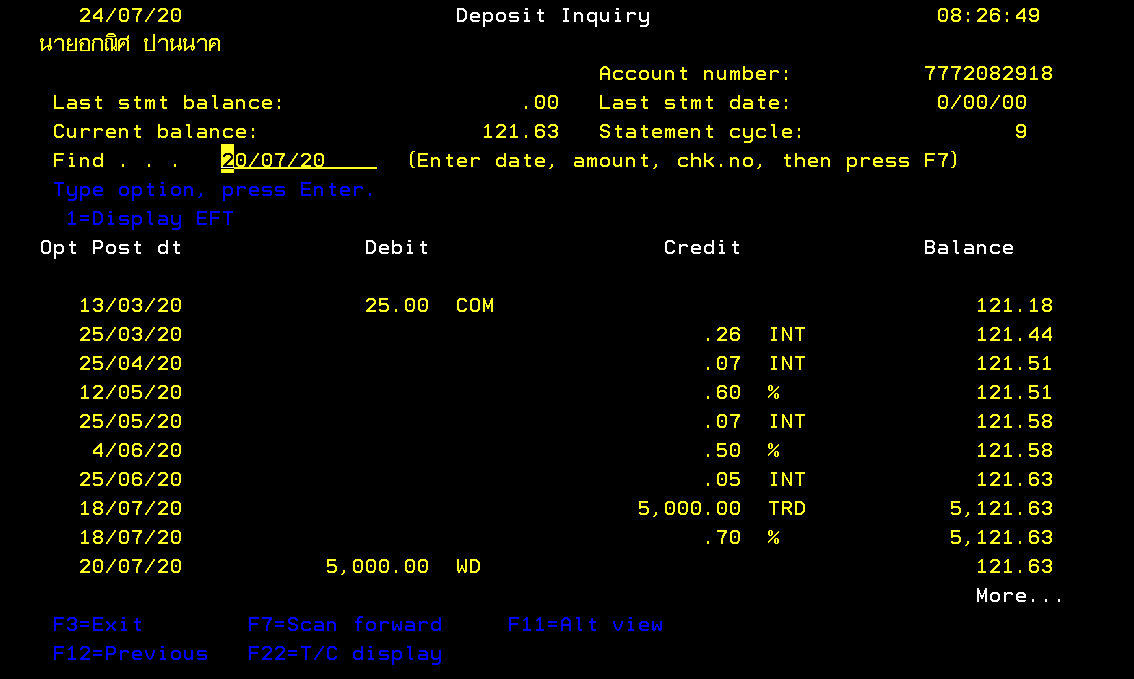 24/07/20 Deposit Inquiry 08:26:49
นายอกณิศ ปานนาค
Account number: 7772082918
Last stmt balance: .00 Last stmt date: 0/00/00
Current balance: 121.63 Statement cycle: 9
Find . . . 20/07/20 (Enter date, amount, chk.no, then press F7)
Type option, press Enter.
1=Display EFT
Opt Post dt Debit Credit Balance
13/03/20 25.00 COM 121.18
25/03/20 .26 INT 121.44
25/04/20 .07 INT 121.51
12/05/20 .60 % 121.51
25/05/20 .07 INT 121.58
4/06/20 .50 % 121.58
25/06/20 .05 INT 121.63
18/07/20 5,000.00 TRD 5,121.63
18/07/20 .70 % 5,121.63
20/07/20 5,000.00 WD 121.63
More...
F3=Exit F7=Scan forward F11=Alt view
F12=Previous F22=T/C display